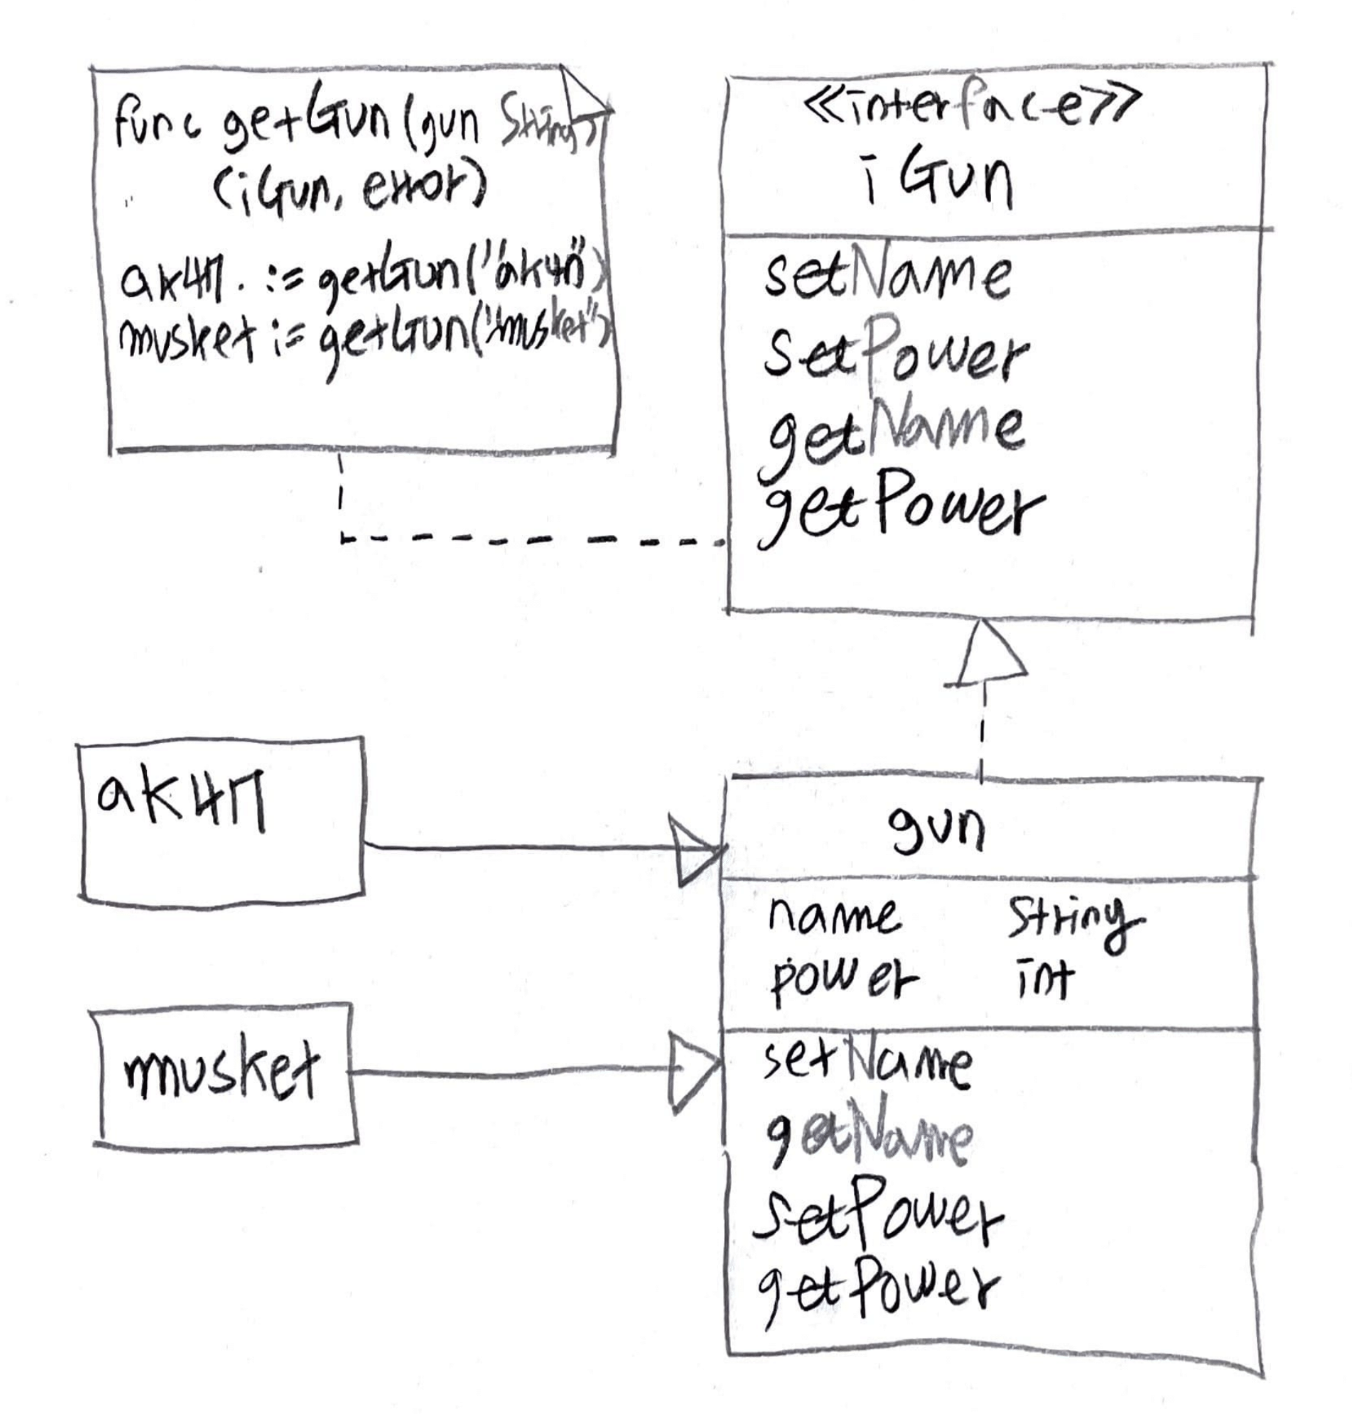 func getGun(gun String)
(iGun, error)
ak47 := getGun("ak47")
musket := getGun("musket")
<<interface>>
iGun
setName
setPower
getName
getPower
ak47
musket
gun
name String
power int
setName
getName
setPower
getPower